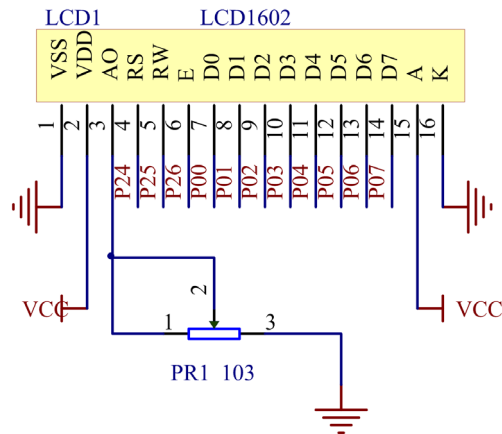 LCD1 LCD1602
VSS VDD AO RS RW E D0 D1 D2 D3 D4 D5 D6 D7 A K
1 2 3 4 5 6 7 8 9 10 11 12 13 14 15 16
P24 P25 P26 P00 P01 P02 P03 P04 P05 P06 P07
2
VCC VCC
1 3
PR1 103